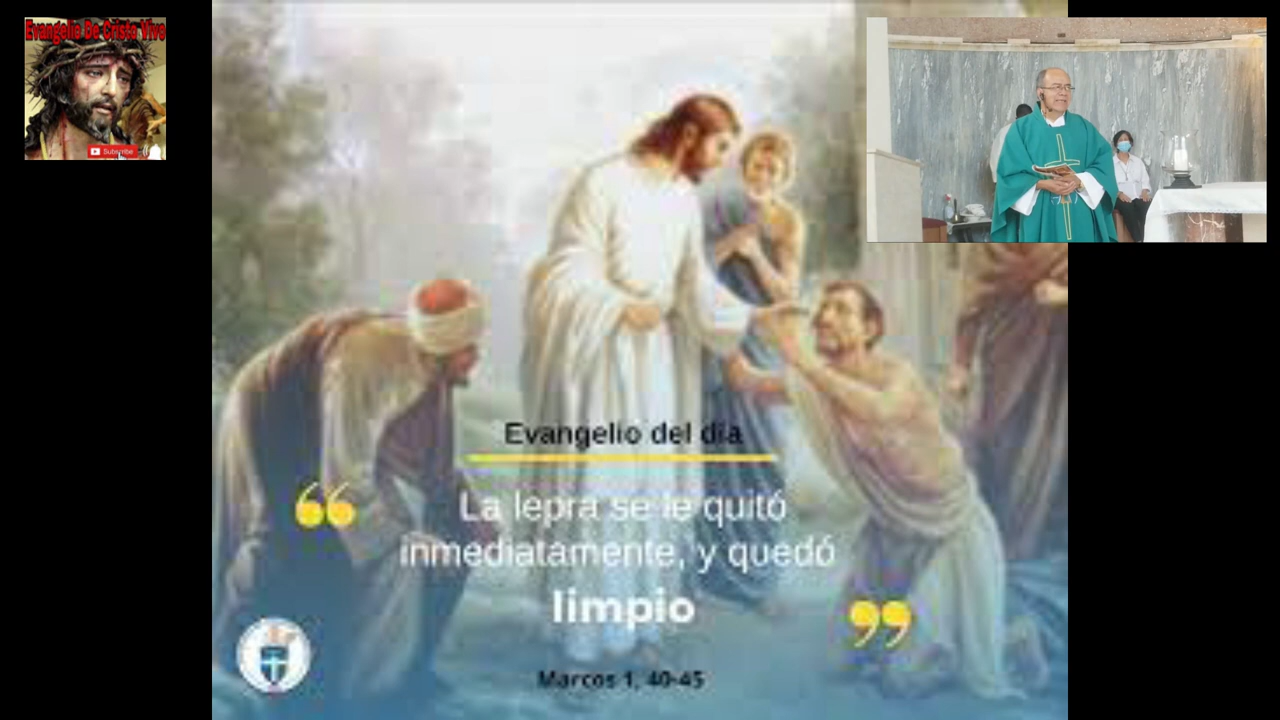 Evangelio De Cristo Vivo
Subscribe
Evangelio del día
“
La lepra se le quitó
inmediatamente, y quedó
limpio
”
Marcos 1, 40-45